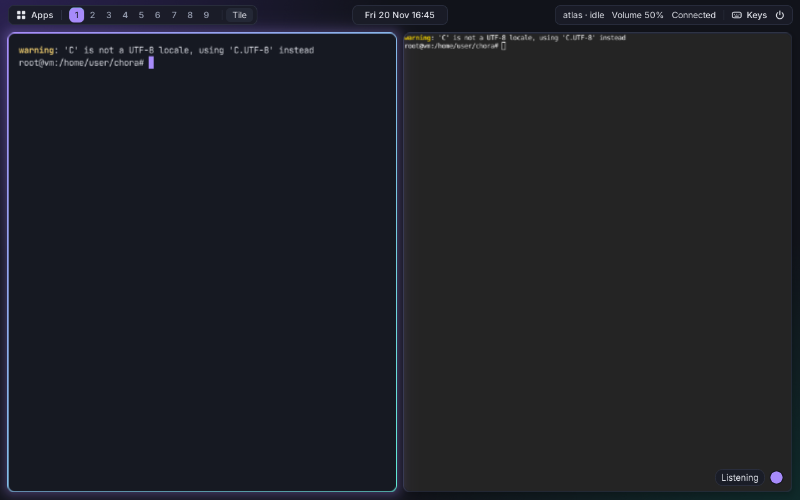 Apps 1 2 3 4 5 6 7 8 9 Tile
Fri 20 Nov 16:45
atlas · idle Volume 50% Connected Keys
warning: 'C' is not a UTF-8 locale, using 'C.UTF-8' instead
root@vm:/home/user/chora#
warning: 'C' is not a UTF-8 locale, using 'C.UTF-8' instead
root@vm:/home/user/chora#
Listening